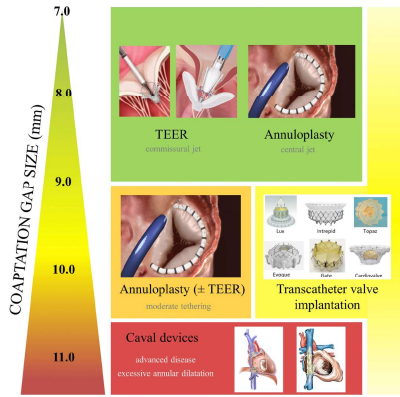 7.0
8.0
9.0
10.0
11.0
COAPTATION GAP SIZE (mm)
TEER
commissural jet
Annuloplasty
central jet
Annuloplasty (± TEER)
moderate tethering
Lux
Intrepid
Topaz
Evoque
Gate
Cardiovalve
Transcatheter valve
implantation
Caval devices
advanced disease
excessive annular dilatation